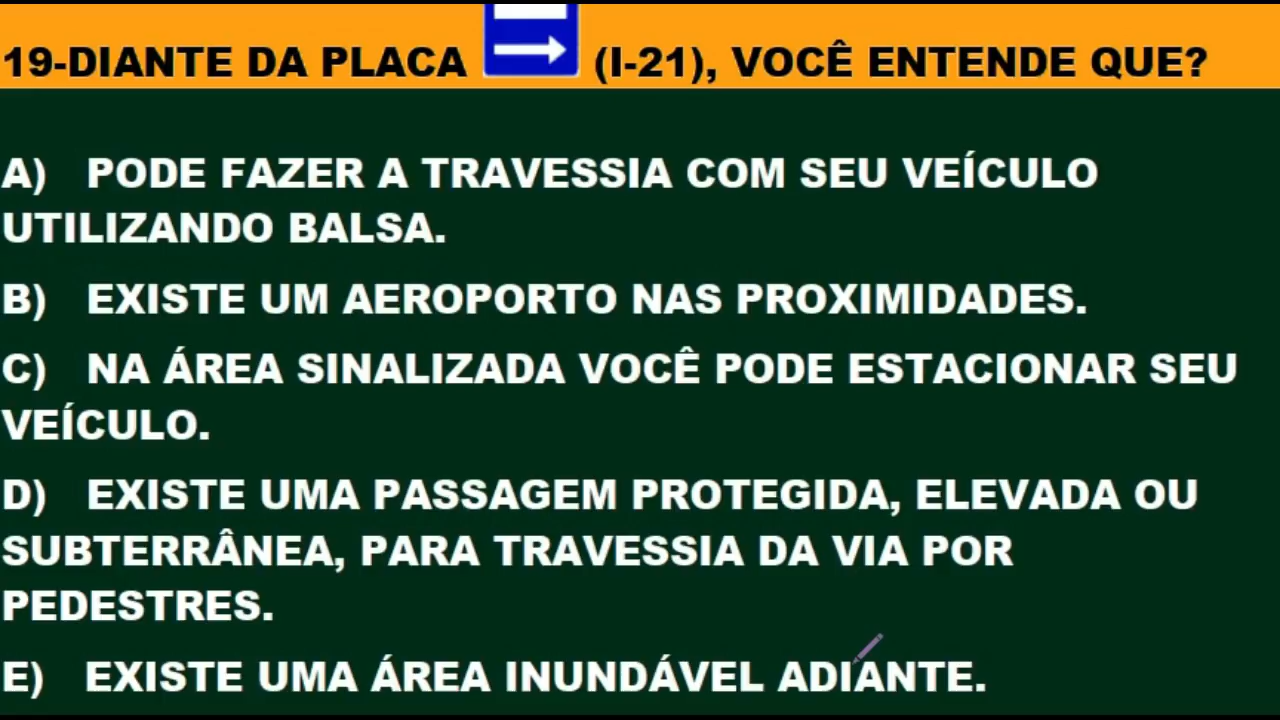 19-DIANTE DA PLACA (I-21), VOCÊ ENTENDE QUE?
A) PODE FAZER A TRAVESSIA COM SEU VEÍCULO
UTILIZANDO BALSA.
B) EXISTE UM AEROPORTO NAS PROXIMIDADES.
C) NA ÁREA SINALIZADA VOCÊ PODE ESTACIONAR SEU
VEÍCULO.
D) EXISTE UMA PASSAGEM PROTEGIDA, ELEVADA OU
SUBTERRÂNEA, PARA TRAVESSIA DA VIA POR
PEDESTRES.
E) EXISTE UMA ÁREA INUNDÁVEL ADIANTE.